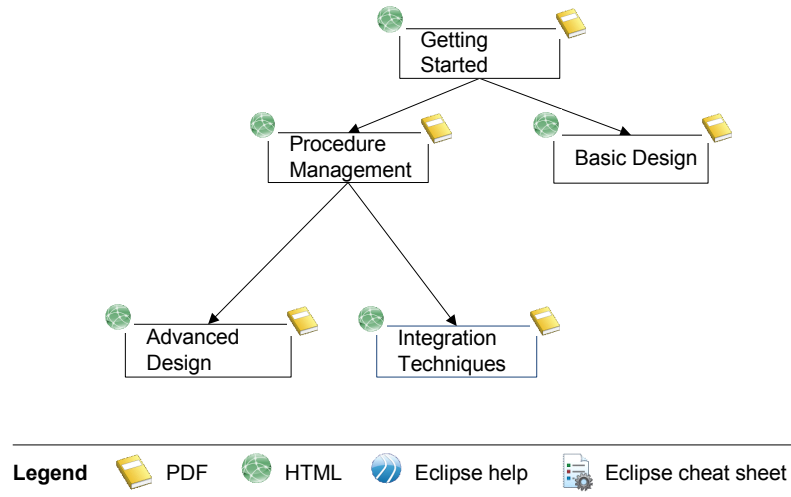 Getting
Started
Procedure
Management
Basic Design
Advanced
Design
Integration
Techniques
Legend PDF HTML Eclipse help Eclipse cheat sheet